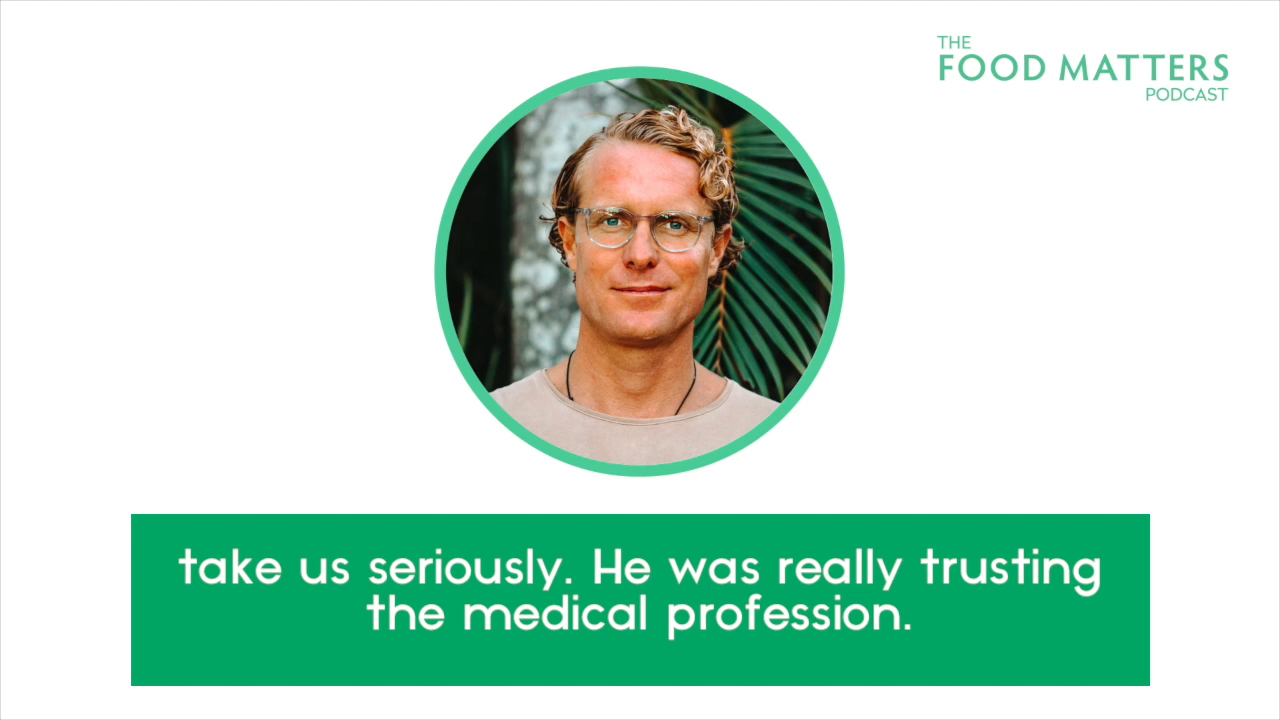 THE
FOOD MATTERS
PODCAST
take us seriously. He was really trusting
the medical profession.